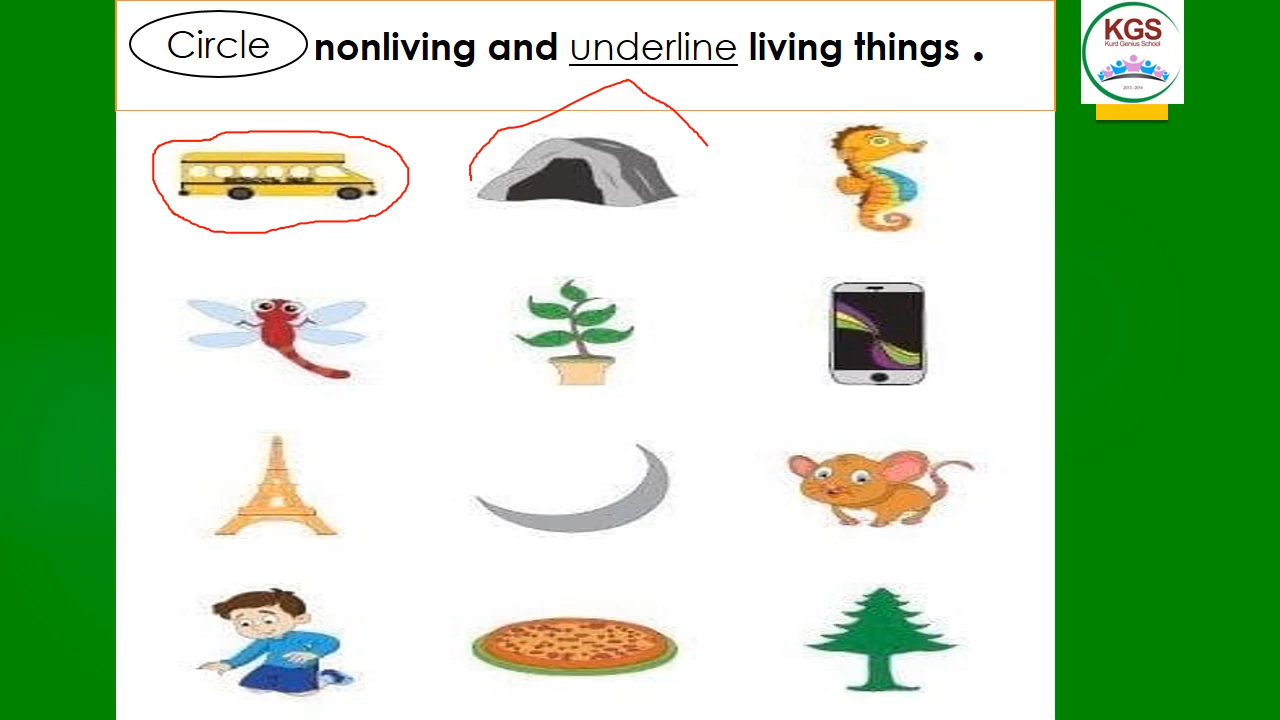 Circle nonliving and underline living things .
KGS
Kurd Genius School